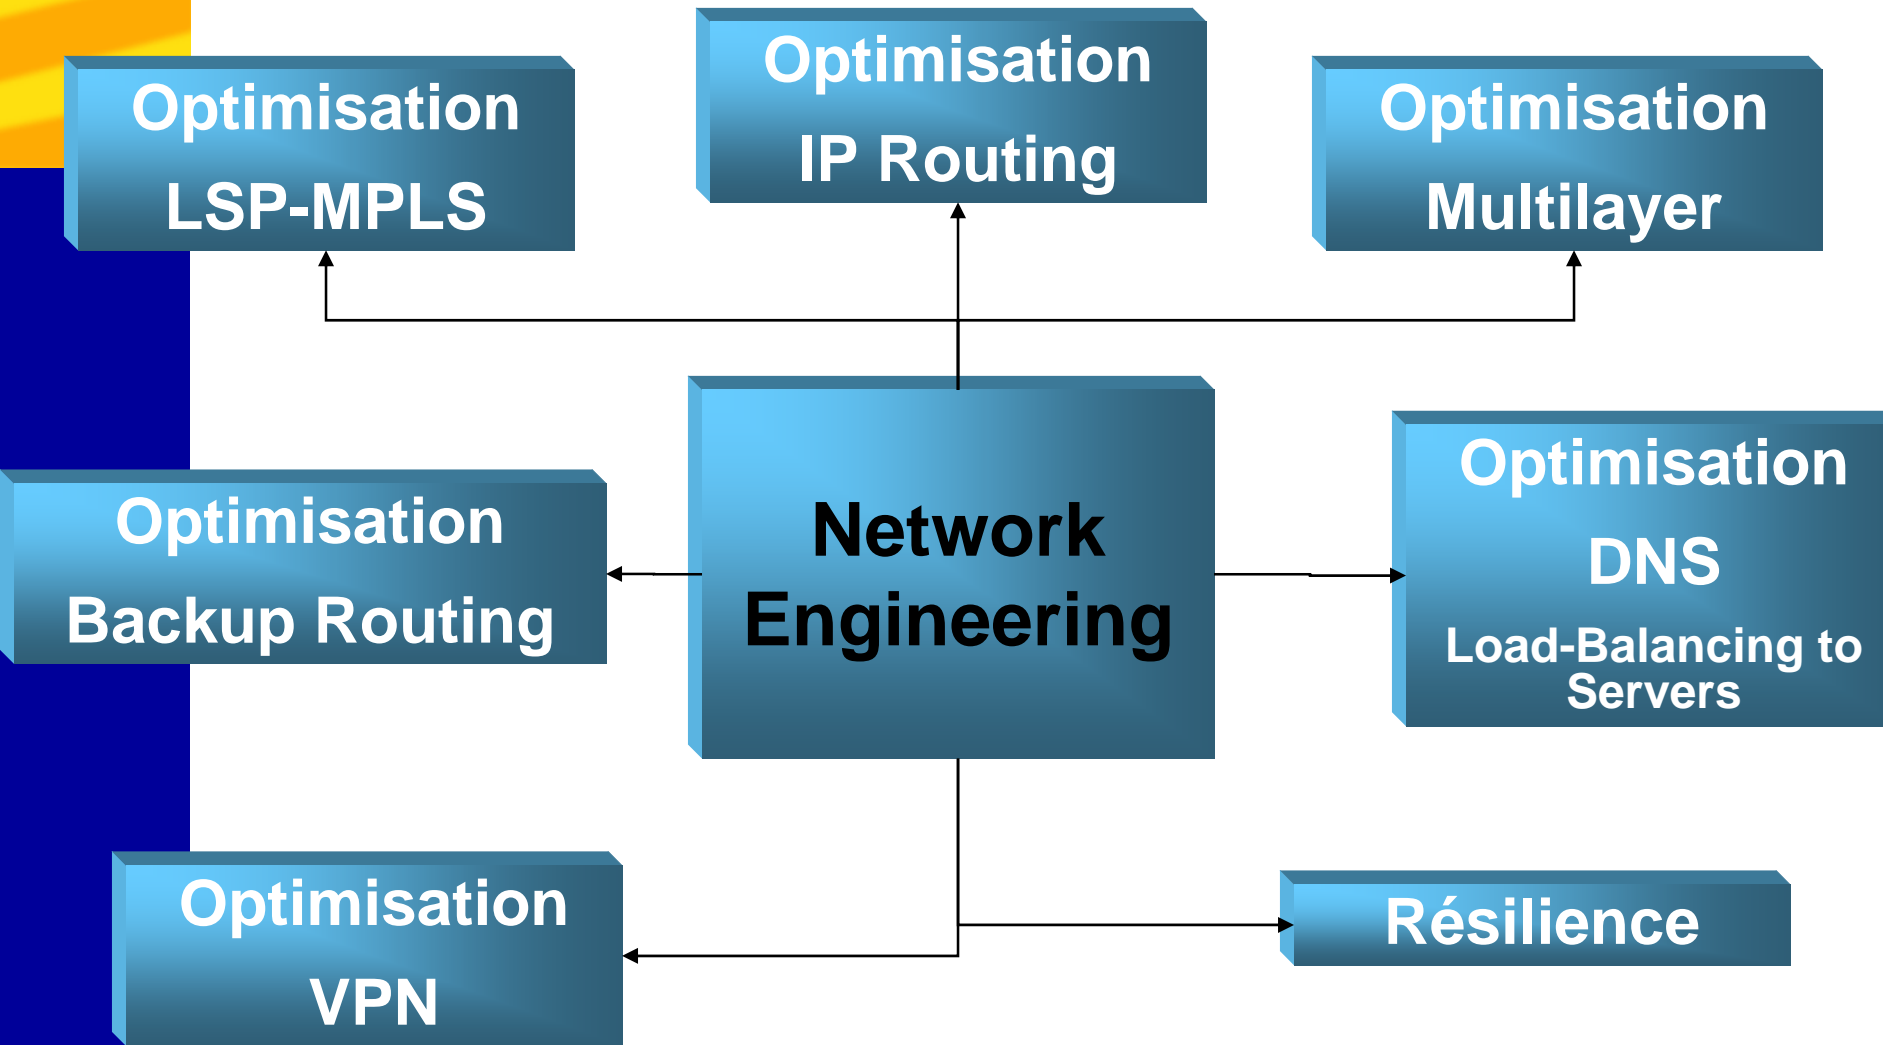 Optimisation
LSP-MPLS
Optimisation
IP Routing
Optimisation
Multilayer
Optimisation
Backup Routing
Network
Engineering
Optimisation
DNS
Load-Balancing to
Servers
Optimisation
VPN
Résilience